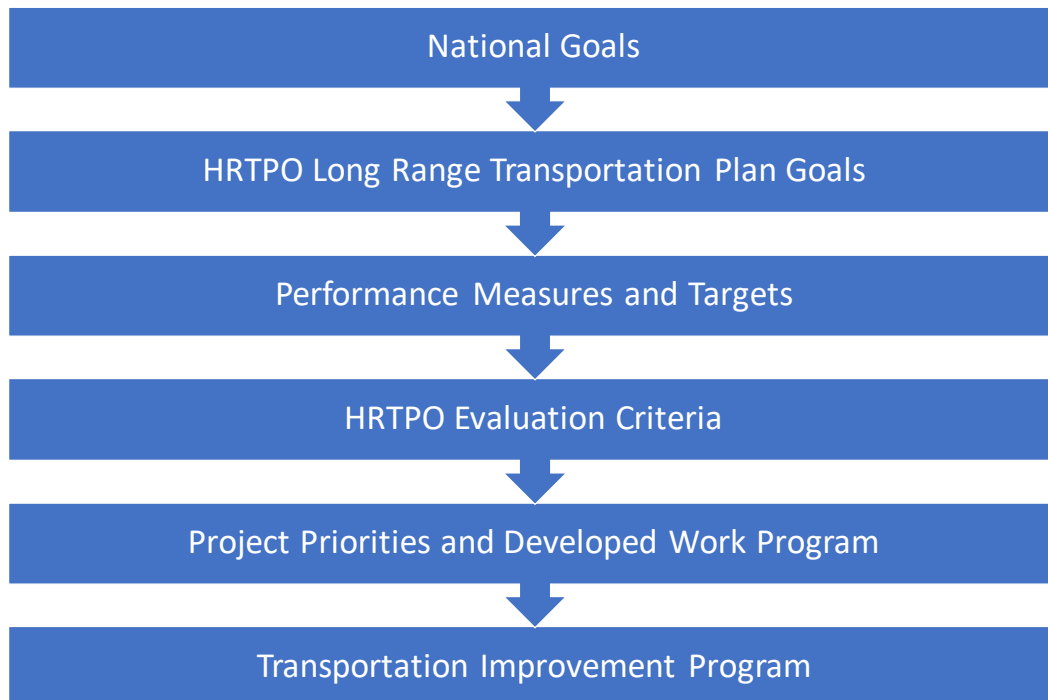 National Goals
HRTPO Long Range Transportation Plan Goals
Performance Measures and Targets
HRTPO Evaluation Criteria
Project Priorities and Developed Work Program
Transportation Improvement Program